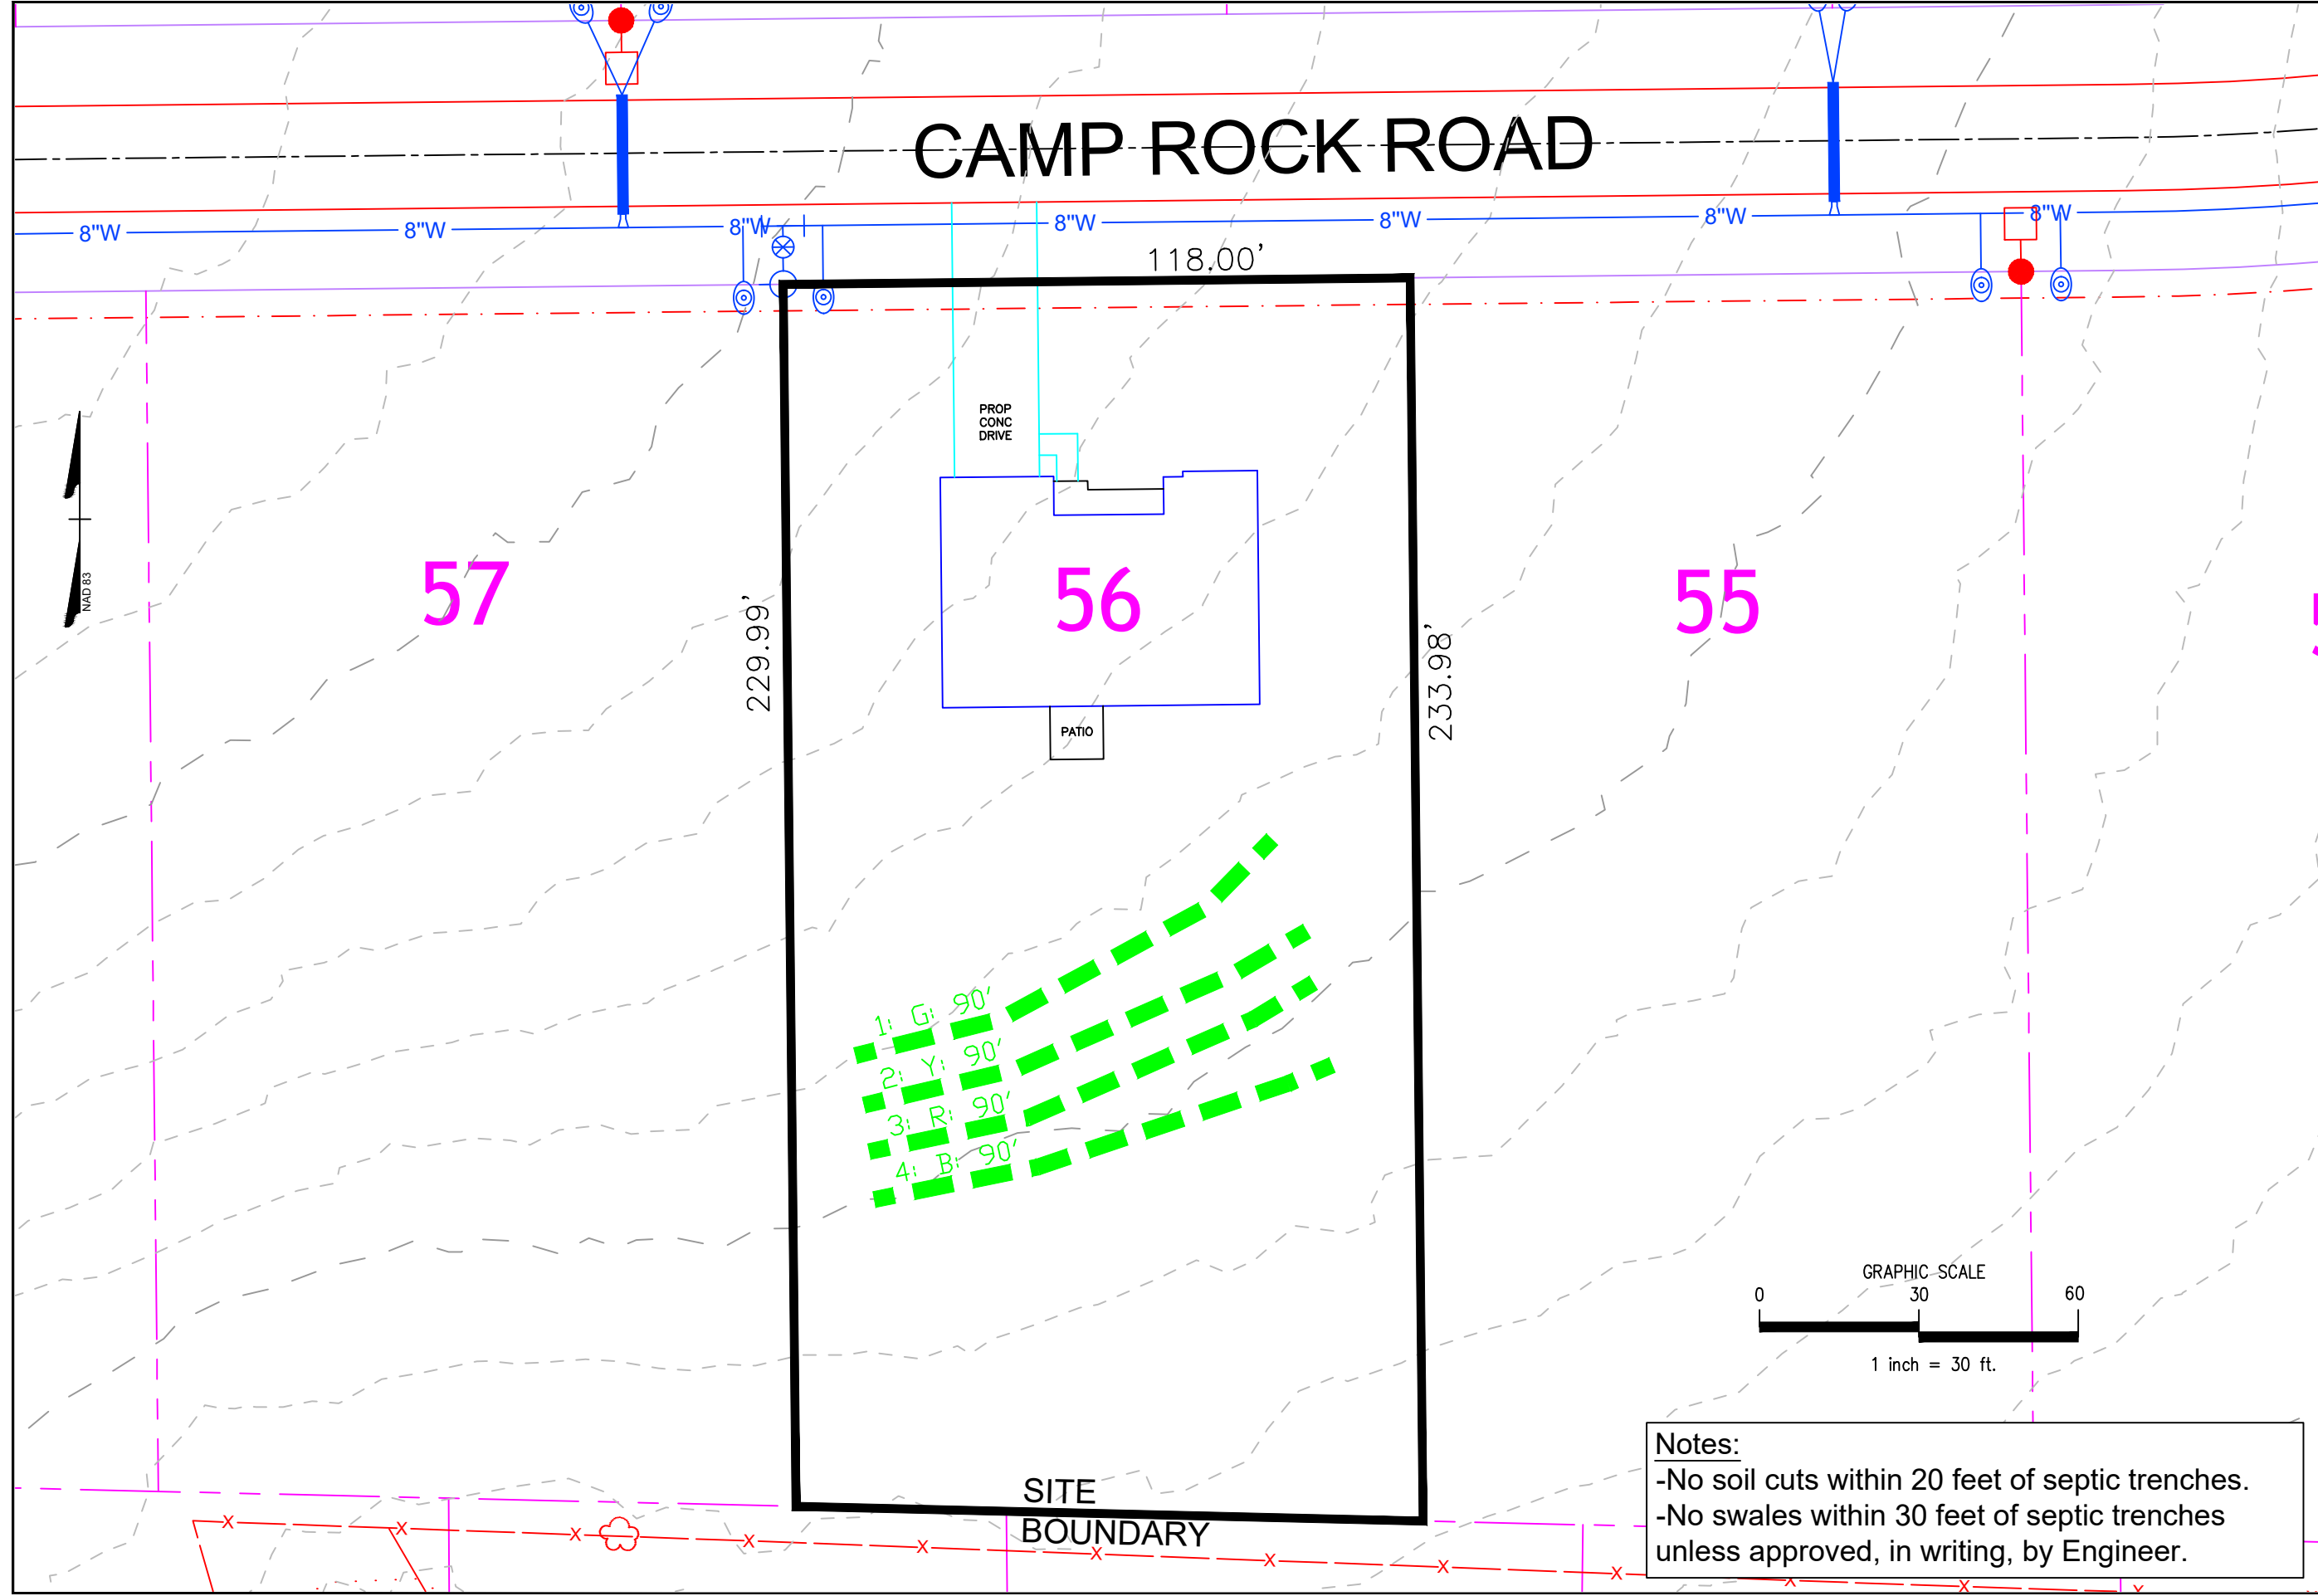 CAMP ROCK ROAD
8"W
8"W
8"W
8"W
8"W
8"W
8"W
118.00'
PROP
CONC
DRIVE
NAD 83
57
56
55
229.99'
233.98'
PATIO
1: G: 90'
2: Y: 90'
3: R: 90'
4: B: 90'
GRAPHIC SCALE
0 30 60
1 inch = 30 ft.
SITE
BOUNDARY
Notes:
-No soil cuts within 20 feet of septic trenches.
-No swales within 30 feet of septic trenches
unless approved, in writing, by Engineer.
X X X X X X X X X X X X